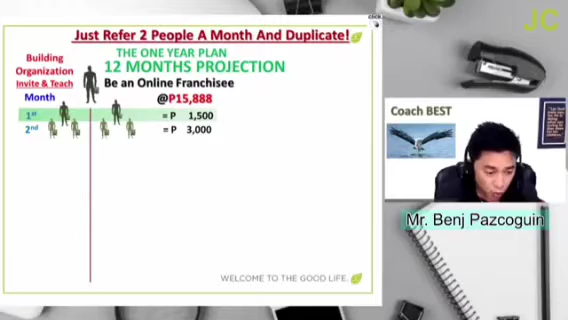 Just Refer 2 People A Month And Duplicate!
Building
Organization
Invite & Teach
Month
THE ONE YEAR PLAN
12 MONTHS PROJECTION
Be an Online Franchisee
@P15,888
1st = P 1,500
2nd = P 3,000
WELCOME TO THE GOOD LIFE.
JC
Coach BEST
Mr. Benj Pazcoguin